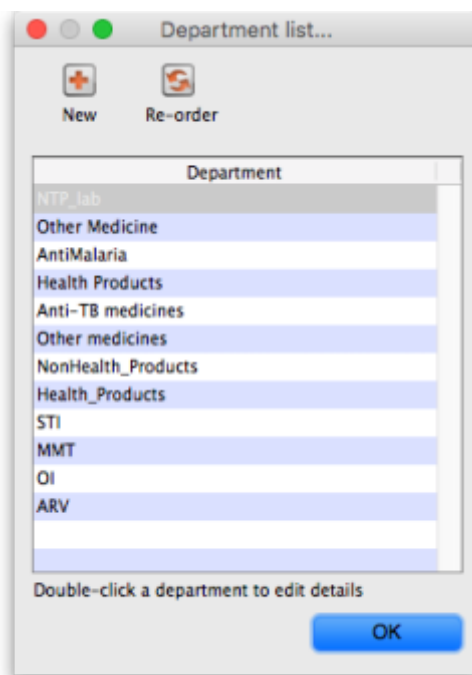 Department list...
New Re-order
Department
NTP_lab
Other Medicine
AntiMalaria
Health Products
Anti-TB medicines
Other medicines
NonHealth_Products
Health_Products
STI
MMT
OI
ARV
Double-click a department to edit details
OK